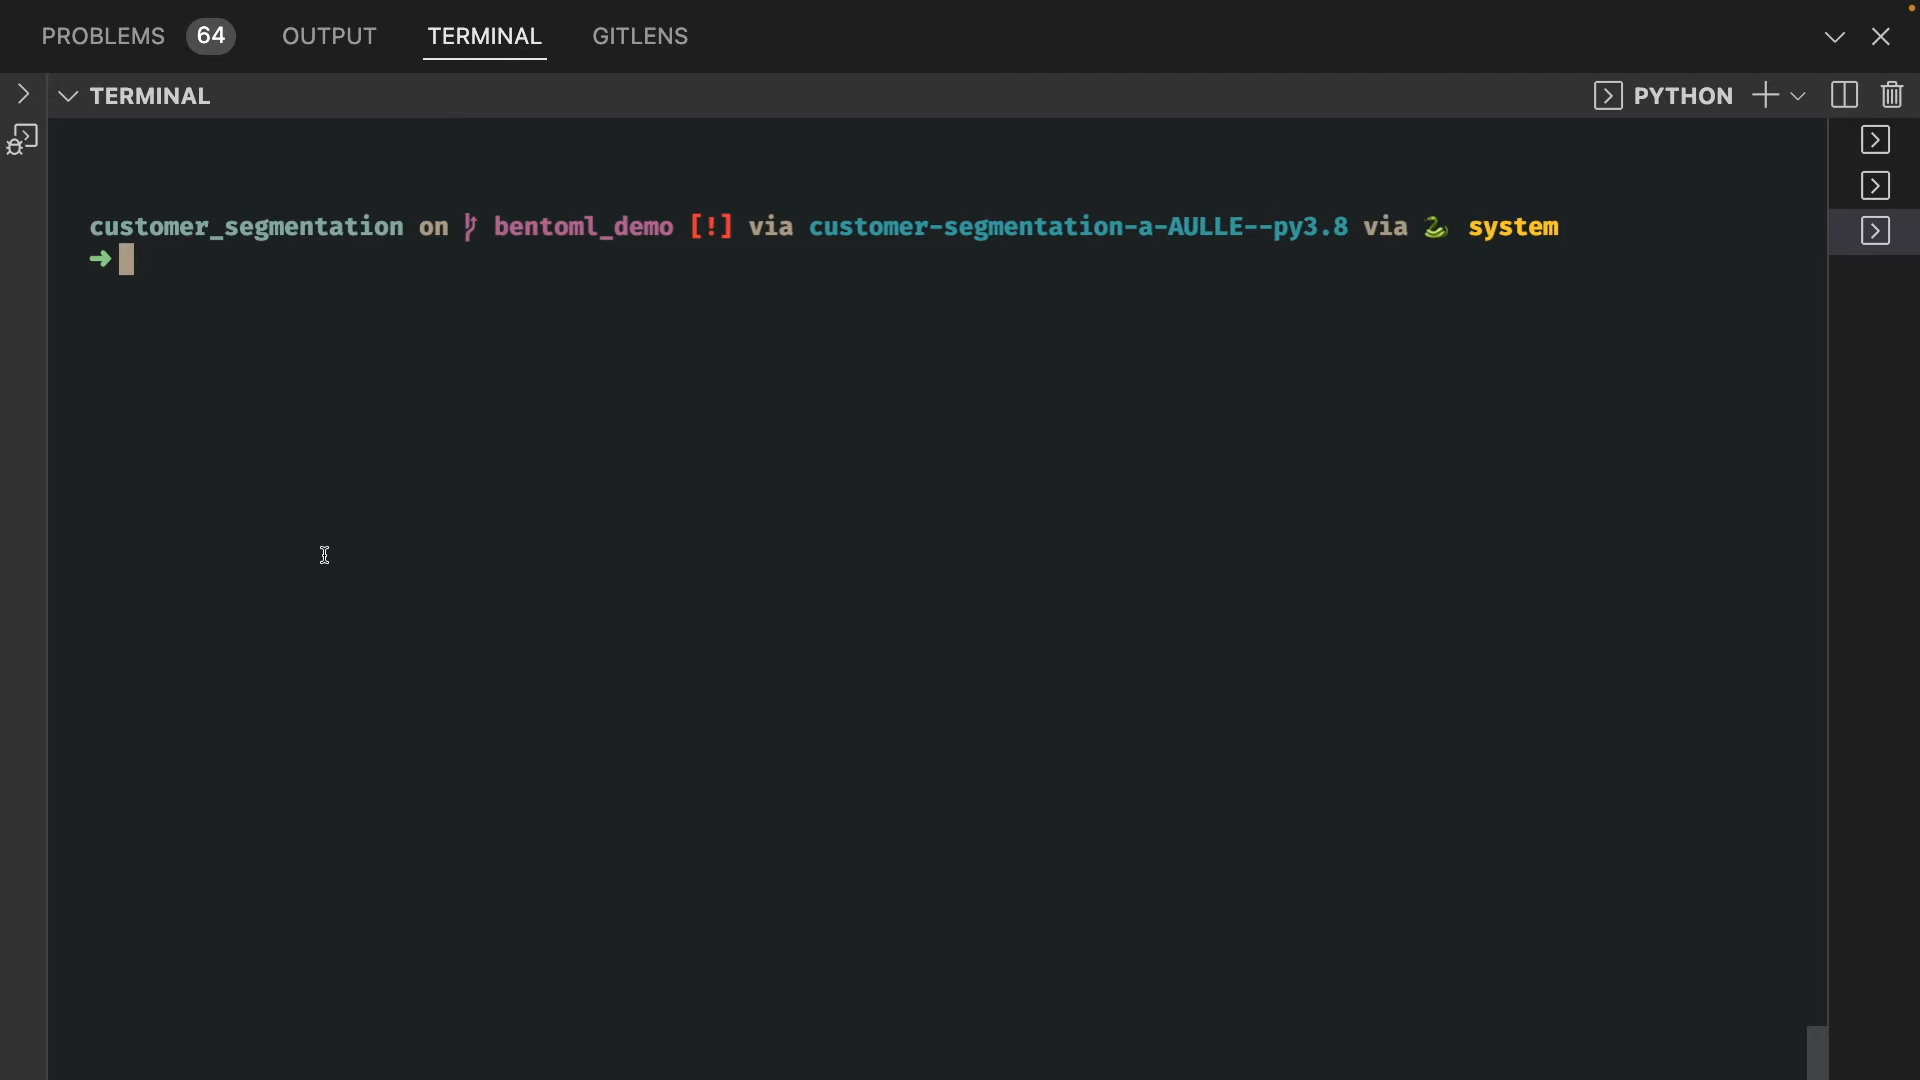 PROBLEMS 64 OUTPUT TERMINAL GITLENS
TERMINAL PYTHON
customer_segmentation on bentoml_demo [!] via customer-segmentation-a-AULLE--py3.8 via 🐍 system
➜